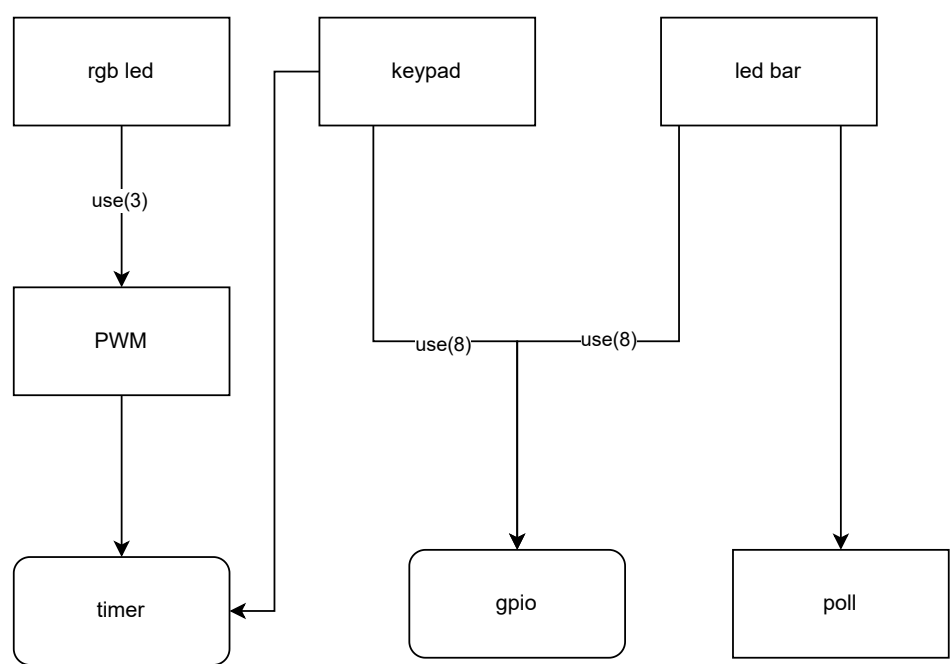 rgb led
keypad
led bar
use(3)
PWM
use(8)
use(8)
timer
gpio
poll